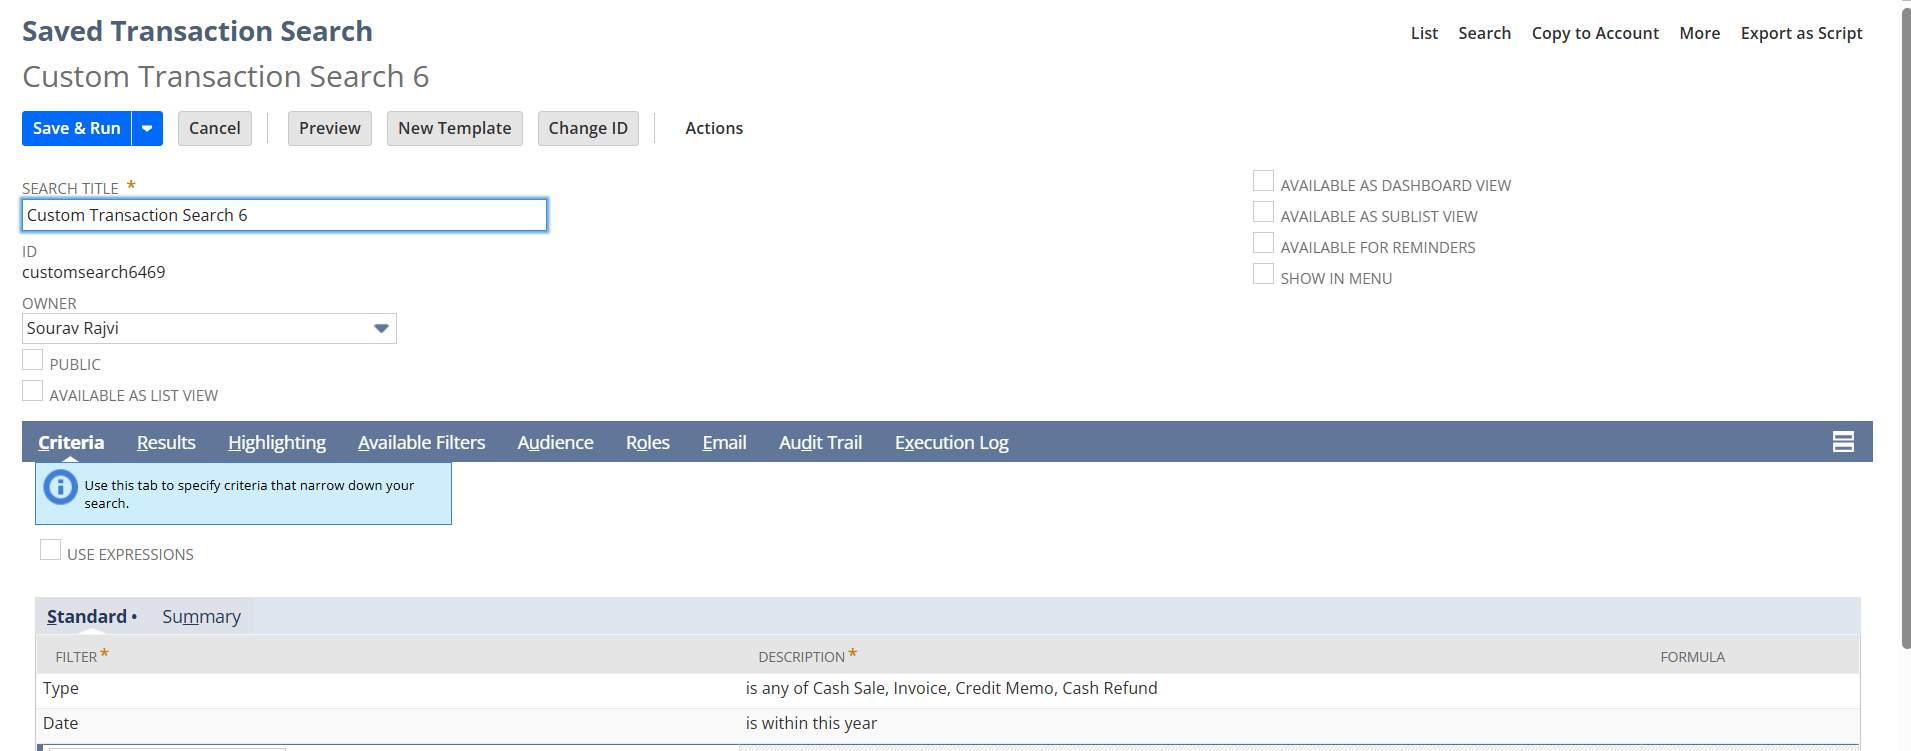 Saved Transaction Search
List Search Copy to Account More Export as Script
Custom Transaction Search 6
Save & Run Cancel Preview New Template Change ID Actions
SEARCH TITLE *
Custom Transaction Search 6
ID
customsearch6469
OWNER
Sourav Rajvi
PUBLIC
AVAILABLE AS LIST VIEW
AVAILABLE AS DASHBOARD VIEW
AVAILABLE AS SUBLIST VIEW
AVAILABLE FOR REMINDERS
SHOW IN MENU
Criteria Results Highlighting Available Filters Audience Roles Email Audit Trail Execution Log
Use this tab to specify criteria that narrow down your
search.
USE EXPRESSIONS
Standard • Summary
FILTER * DESCRIPTION * FORMULA
Type is any of Cash Sale, Invoice, Credit Memo, Cash Refund
Date is within this year